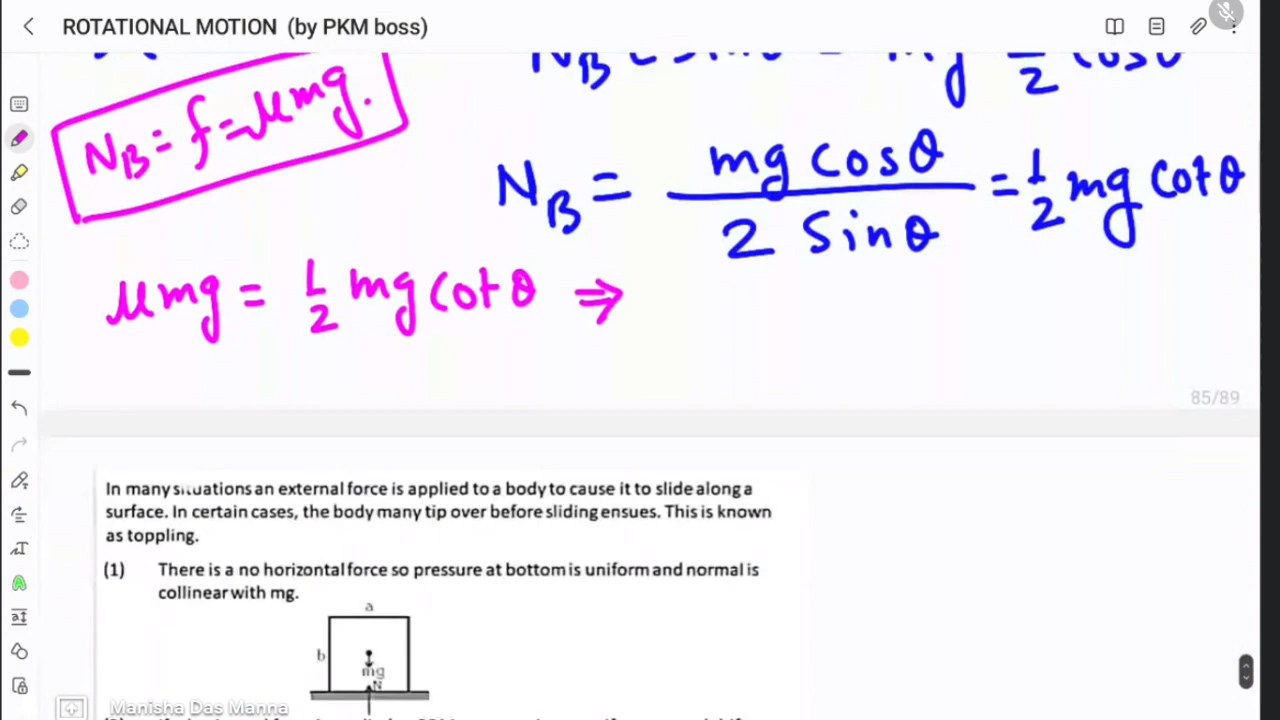 ROTATIONAL MOTION (by PKM boss)
N_B = f = μmg.
N_B = mg cosθ / 2 sinθ = 1/2 mg cotθ
μmg = 1/2 mg cotθ ⇒
85/89
In many situations an external force is applied to a body to cause it to slide along a
surface. In certain cases, the body many tip over before sliding ensues. This is known
as toppling.
(1) There is a no horizontal force so pressure at bottom is uniform and normal is
collinear with mg.
a
b
mg
N
Manisha Das Manna